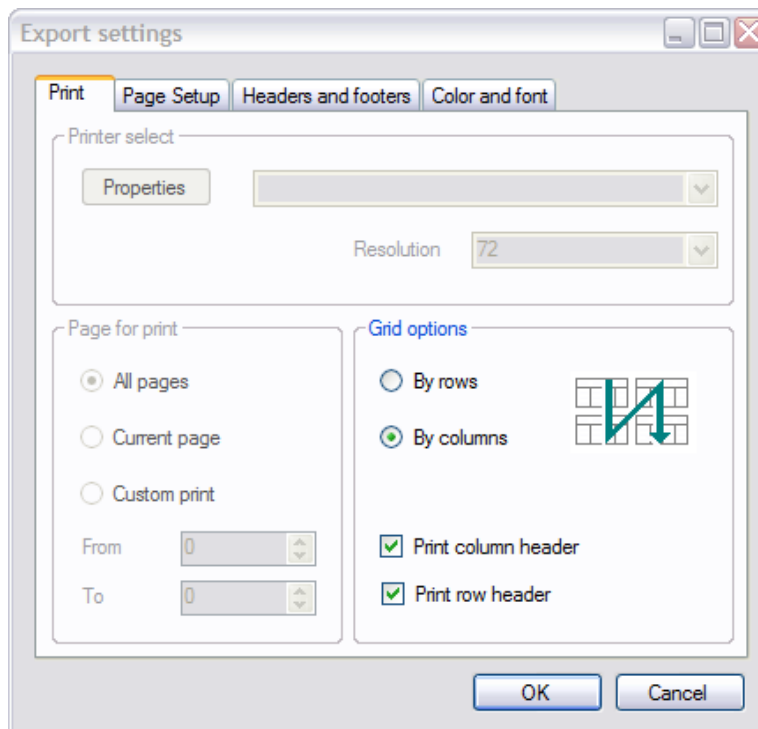 Export settings
Print Page Setup Headers and footers Color and font
Printer select
Properties
Resolution 72
Page for print
All pages
Current page
Custom print
From 0
To 0
Grid options
By rows
By columns
Print column header
Print row header
OK Cancel